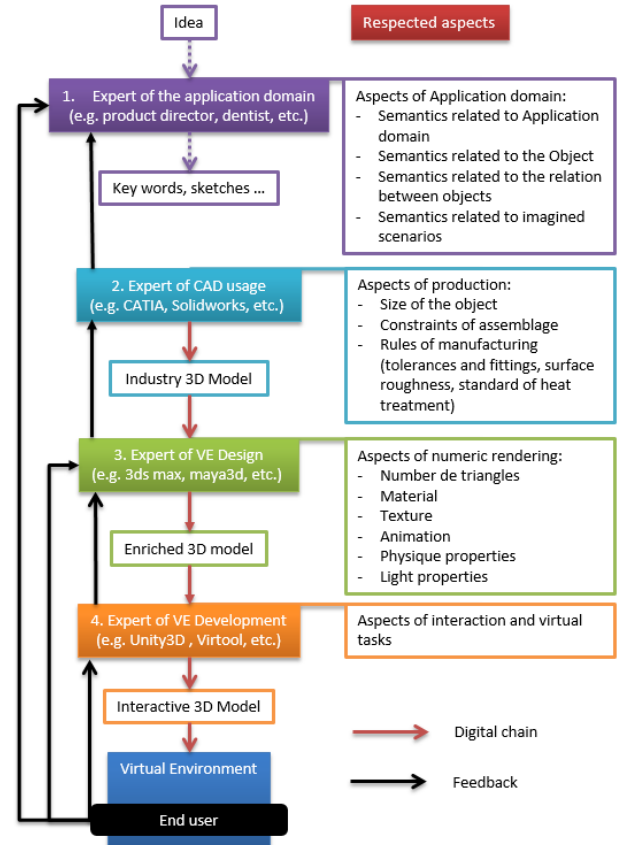 Idea
Respected aspects
1. Expert of the application domain
(e.g. product director, dentist, etc.)
Aspects of Application domain:
- Semantics related to Application
domain
- Semantics related to the Object
- Semantics related to the relation
between objects
- Semantics related to imagined
scenarios
Key words, sketches ...
2. Expert of CAD usage
(e.g. CATIA, Solidworks, etc.)
Aspects of production:
- Size of the object
- Constraints of assemblage
- Rules of manufacturing
(tolerances and fittings, surface
roughness, standard of heat
treatment)
Industry 3D Model
3. Expert of VE Design
(e.g. 3ds max, maya3d, etc.)
Aspects of numeric rendering:
- Number de triangles
- Material
- Texture
- Animation
- Physique properties
- Light properties
Enriched 3D model
4. Expert of VE Development
(e.g. Unity3D , Virtool, etc.)
Aspects of interaction and virtual
tasks
Interactive 3D Model
Digital chain
Virtual Environment
Feedback
End user